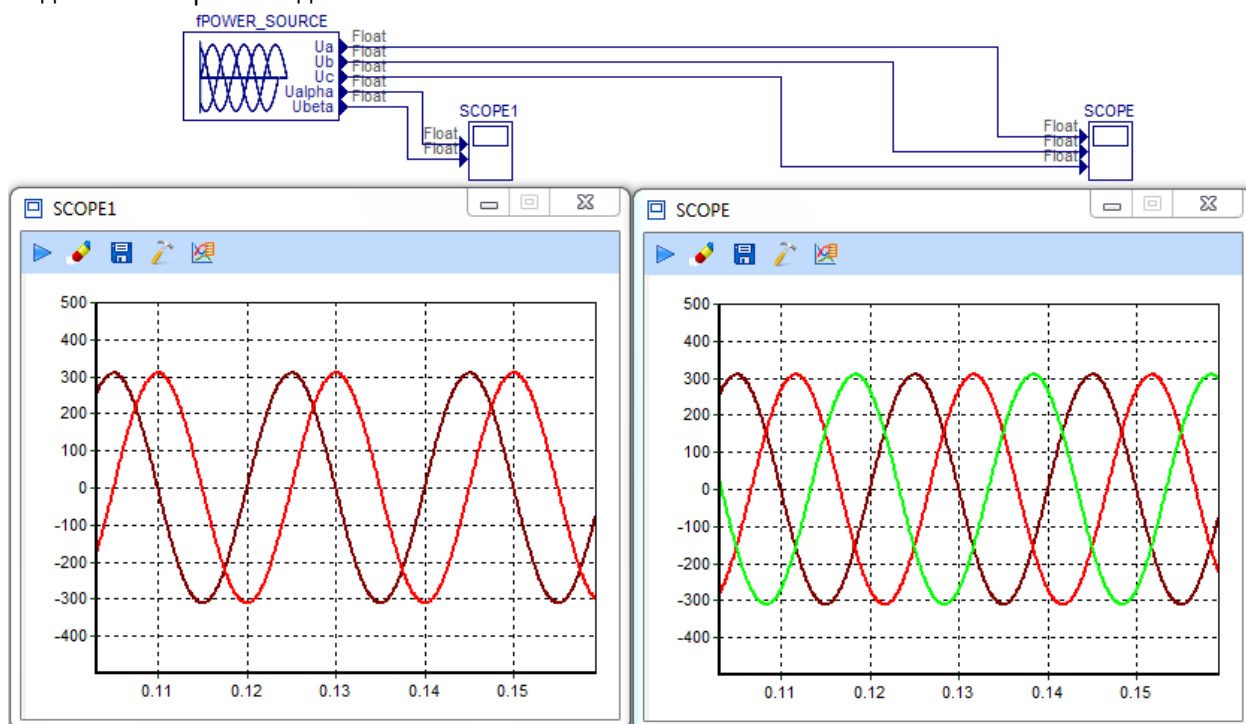 fPOWER_SOURCE
Ua Float
Ub Float
Uc Float
Ualpha Float
Ubeta Float
SCOPE1
Float
Float
SCOPE
Float
Float
Float
SCOPE1
500
400
300
200
100
0
-100
-200
-300
-400
0.11 0.12 0.13 0.14 0.15
SCOPE
500
400
300
200
100
0
-100
-200
-300
-400
0.11 0.12 0.13 0.14 0.15